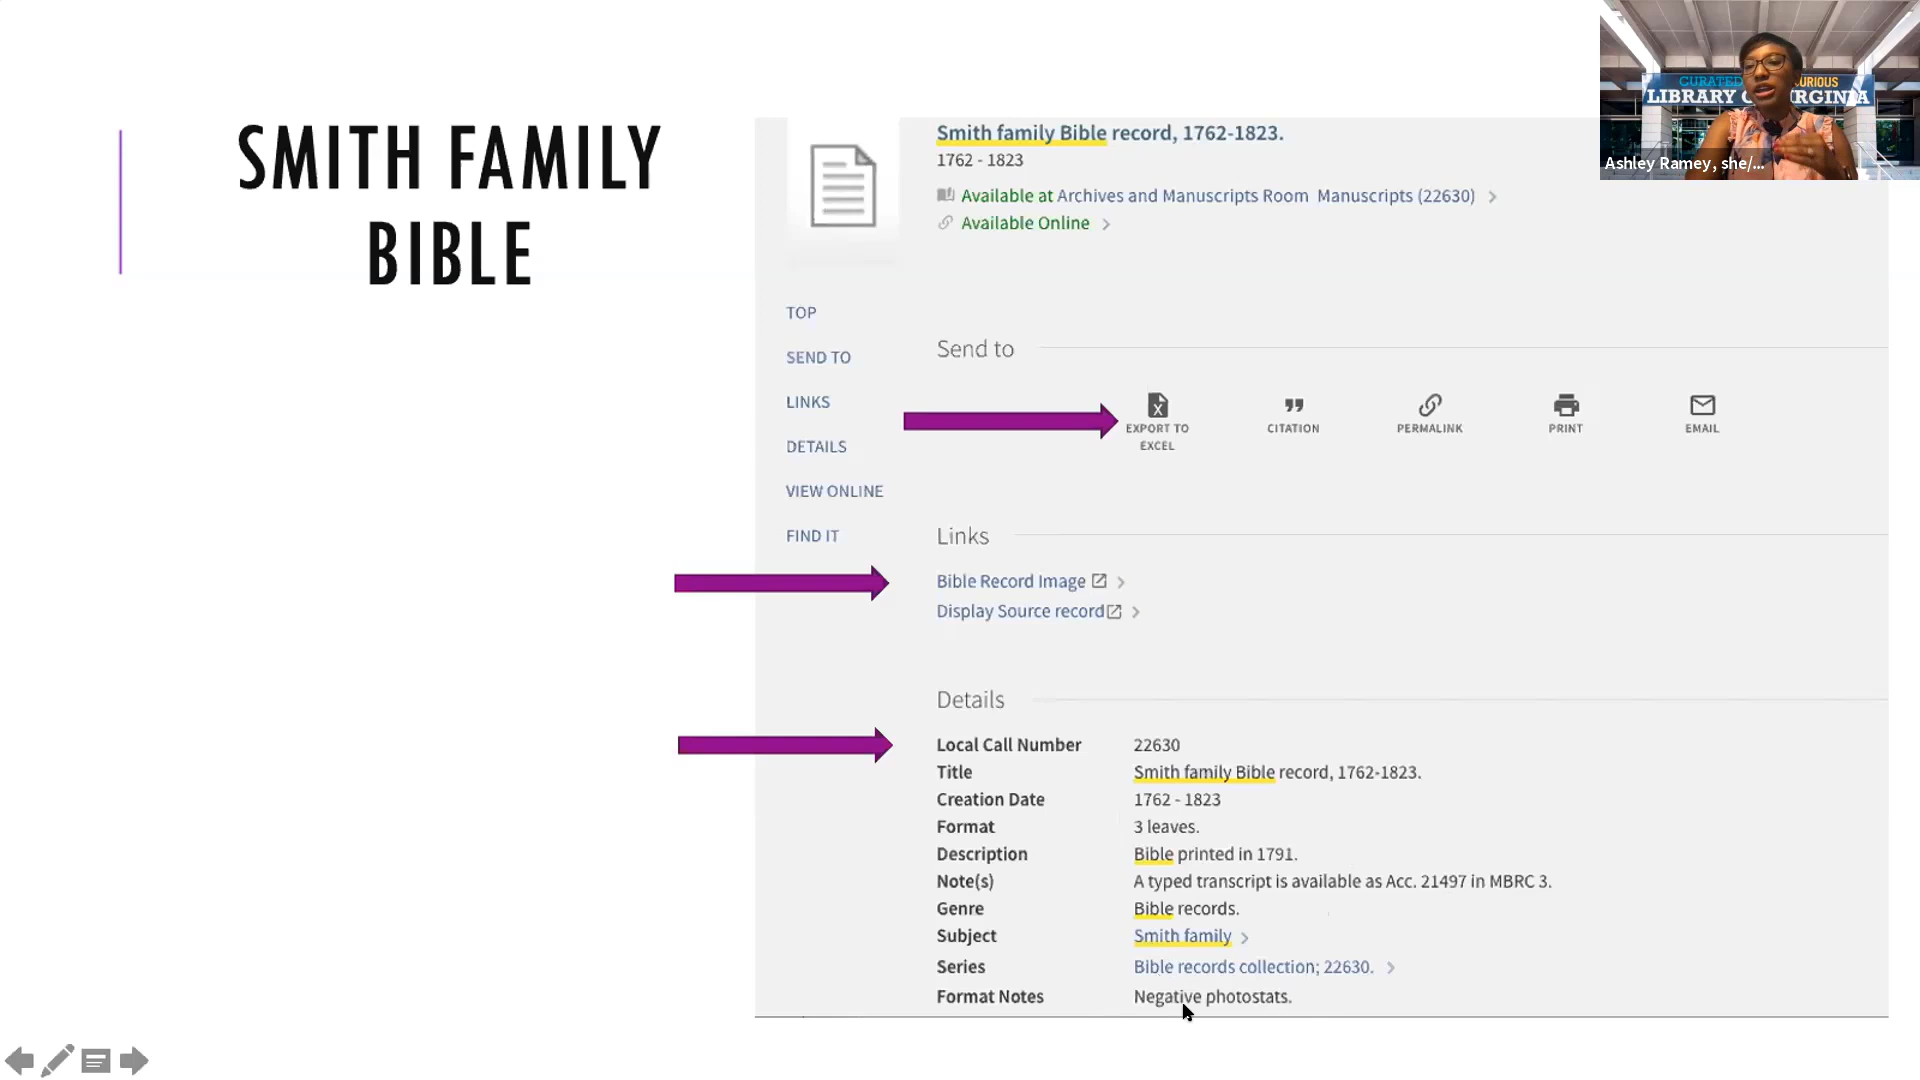 SMITH FAMILY
BIBLE
CURATED URIOUS
LIBRARY O RGINIA
Ashley Ramey, she/...
Smith family Bible record, 1762-1823.
1762 - 1823
Available at Archives and Manuscripts Room Manuscripts (22630)
Available Online
TOP
SEND TO
LINKS
DETAILS
VIEW ONLINE
FIND IT
Send to
EXPORT TO
EXCEL
CITATION
PERMALINK
PRINT
EMAIL
Links
Bible Record Image
Display Source record
Details
Local Call Number 22630
Title Smith family Bible record, 1762-1823.
Creation Date 1762 - 1823
Format 3 leaves.
Description Bible printed in 1791.
Note(s) A typed transcript is available as Acc. 21497 in MBRC 3.
Genre Bible records.
Subject Smith family
Series Bible records collection; 22630.
Format Notes Negative photostats.